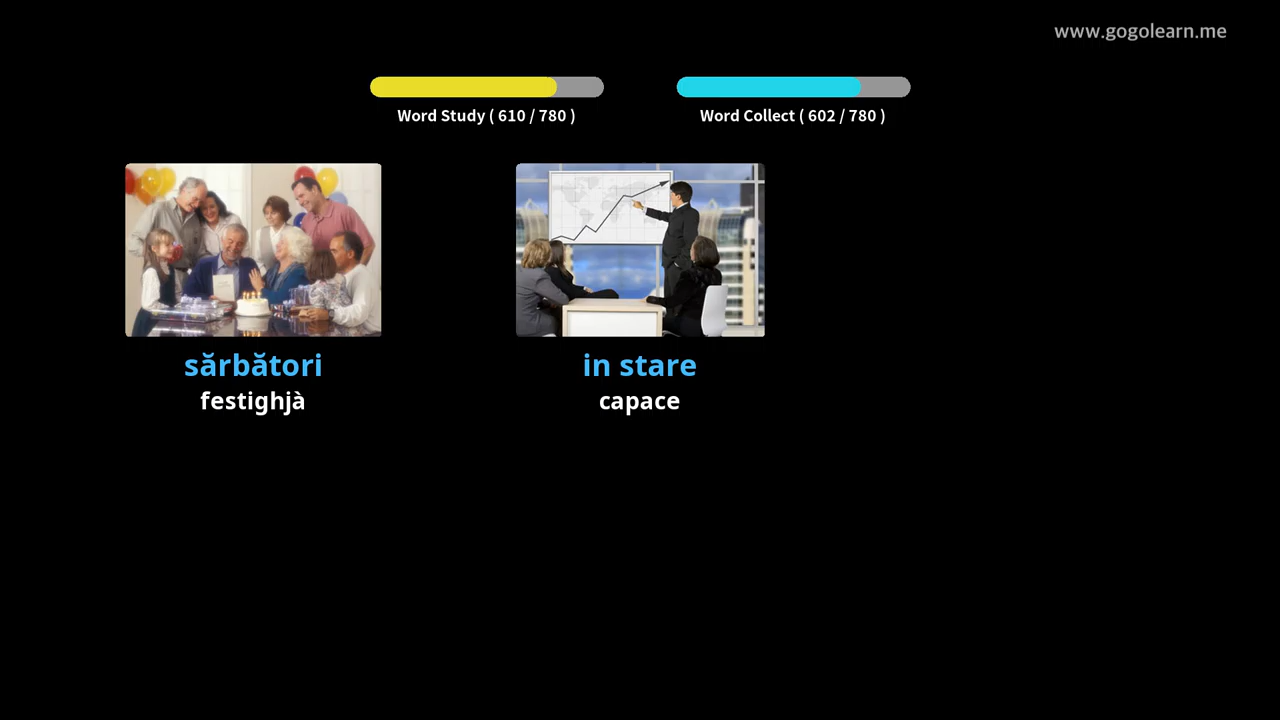 www.gogolearn.me
Word Study ( 610 / 780 )
Word Collect ( 602 / 780 )
sărbători
festighjà
in stare
capace